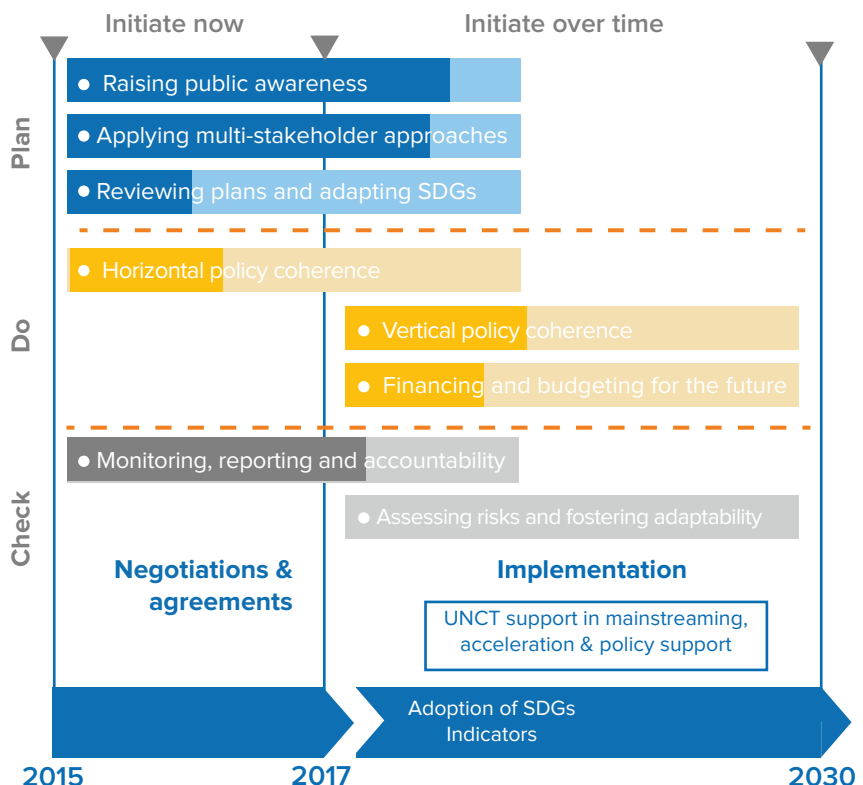 Initiate now
Initiate over time
Plan
• Raising public awareness
• Applying multi-stakeholder approaches
• Reviewing plans and adapting SDGs
Do
• Horizontal policy coherence
• Vertical policy coherence
• Financing and budgeting for the future
Check
• Monitoring, reporting and accountability
• Assessing risks and fostering adaptability
Negotiations &
agreements
Implementation
UNCT support in mainstreaming,
acceleration & policy support
Adoption of SDGs
Indicators
2015
2017
2030